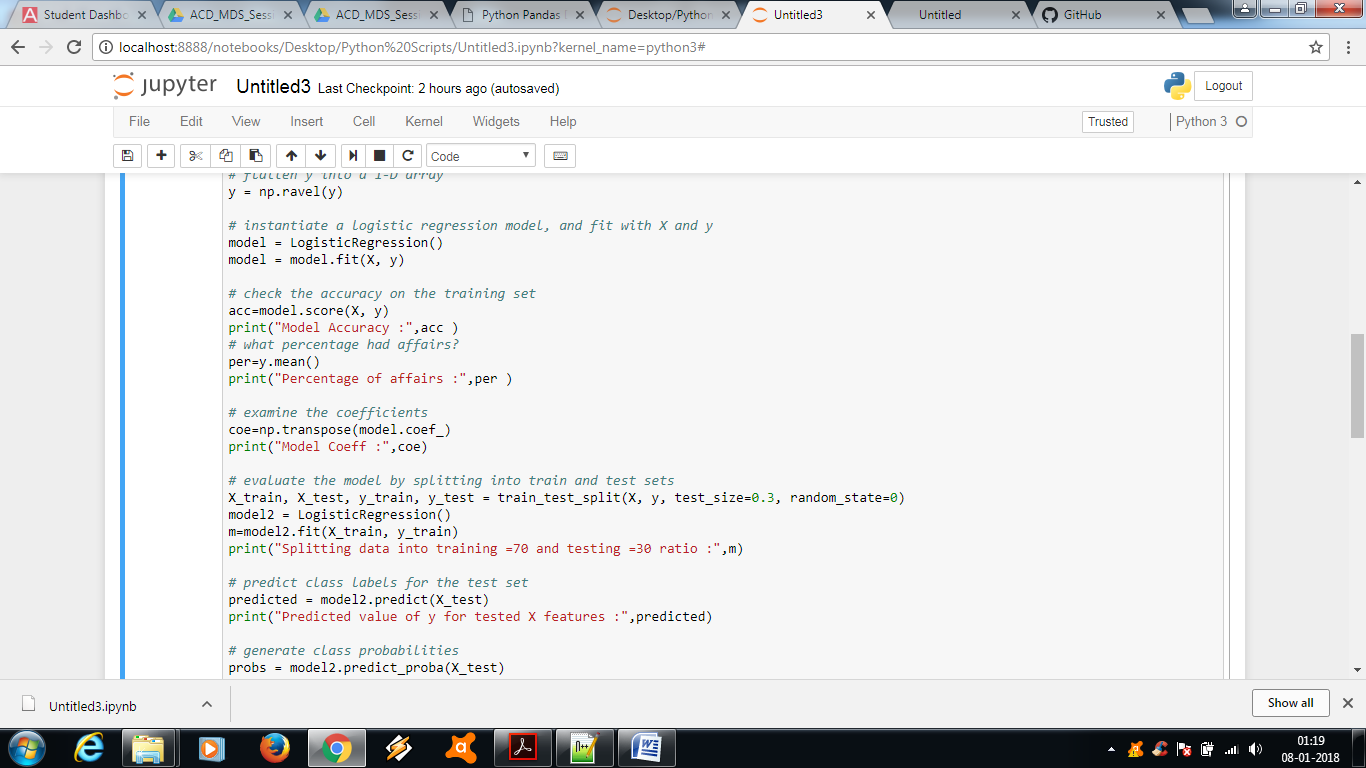 Student Dashb
ACD_MDS_Sessi
ACD_MDS_Sessi
Python Pandas
Desktop/Python
Untitled3
Untitled
GitHub
localhost:8888/notebooks/Desktop/Python%20Scripts/Untitled3.ipynb?kernel_name=python3#
jupyter Untitled3 Last Checkpoint: 2 hours ago (autosaved)
Logout
File Edit View Insert Cell Kernel Widgets Help
Trusted
Python 3
Code
# flatten y into a 1-D array
y = np.ravel(y)
# instantiate a logistic regression model, and fit with X and y
model = LogisticRegression()
model = model.fit(X, y)
# check the accuracy on the training set
acc=model.score(X, y)
print("Model Accuracy :",acc )
# what percentage had affairs?
per=y.mean()
print("Percentage of affairs :",per )
# examine the coefficients
coe=np.transpose(model.coef_)
print("Model Coeff :",coe)
# evaluate the model by splitting into train and test sets
X_train, X_test, y_train, y_test = train_test_split(X, y, test_size=0.3, random_state=0)
model2 = LogisticRegression()
m=model2.fit(X_train, y_train)
print("Splitting data into training =70 and testing =30 ratio :",m)
# predict class labels for the test set
predicted = model2.predict(X_test)
print("Predicted value of y for tested X features :",predicted)
# generate class probabilities
probs = model2.predict_proba(X_test)
Untitled3.ipynb
Show all
01:19
08-01-2018